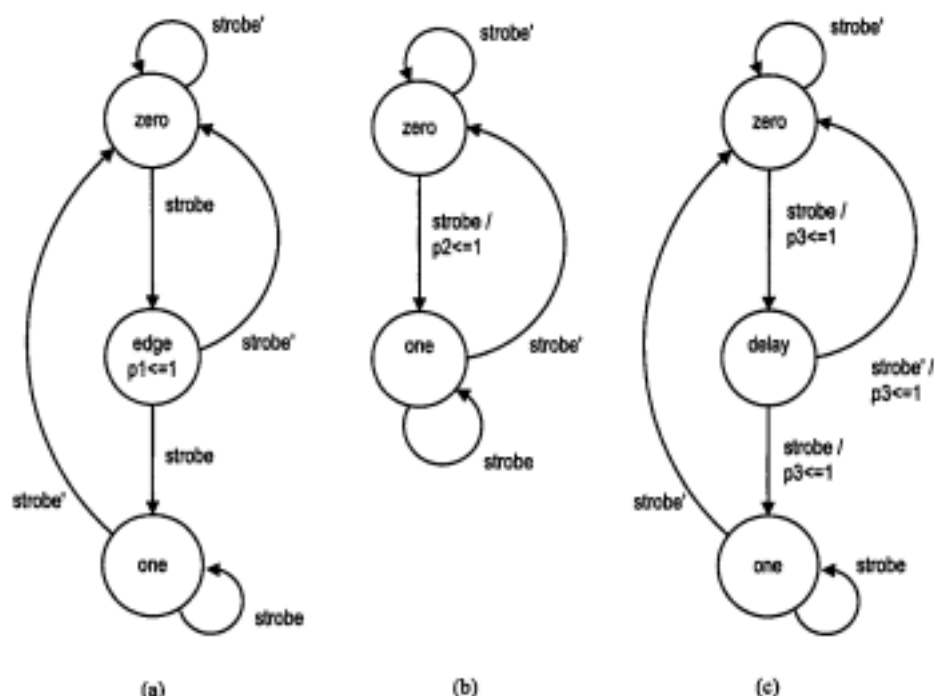 strobe'
zero
strobe
edge
p1<=1
strobe'
strobe
strobe'
one
strobe
(a)
strobe'
zero
strobe /
p2<=1
one
strobe'
strobe
(b)
strobe'
zero
strobe /
p3<=1
delay
strobe' /
p3<=1
strobe /
p3<=1
strobe'
one
strobe
(c)